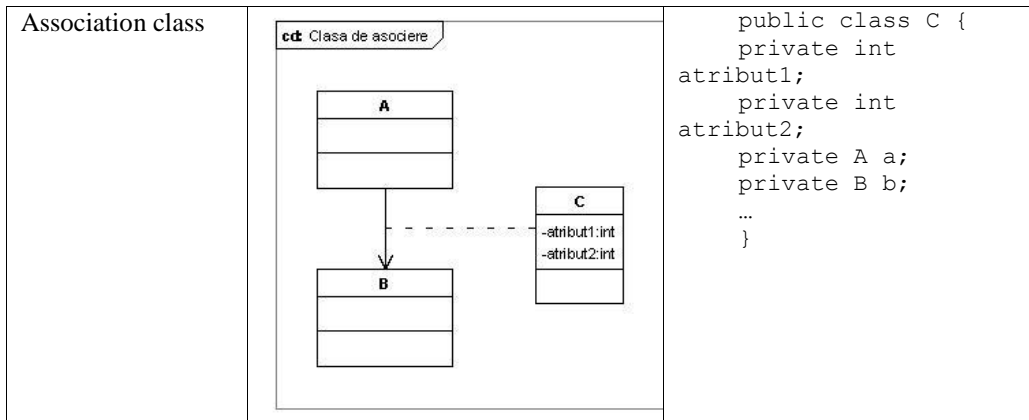 Association class
cd: Clasa de asociere
A
C
-atribut1:int
-atribut2:int
B
public class C {
private int
atribut1;
private int
atribut2;
private A a;
private B b;
…
}